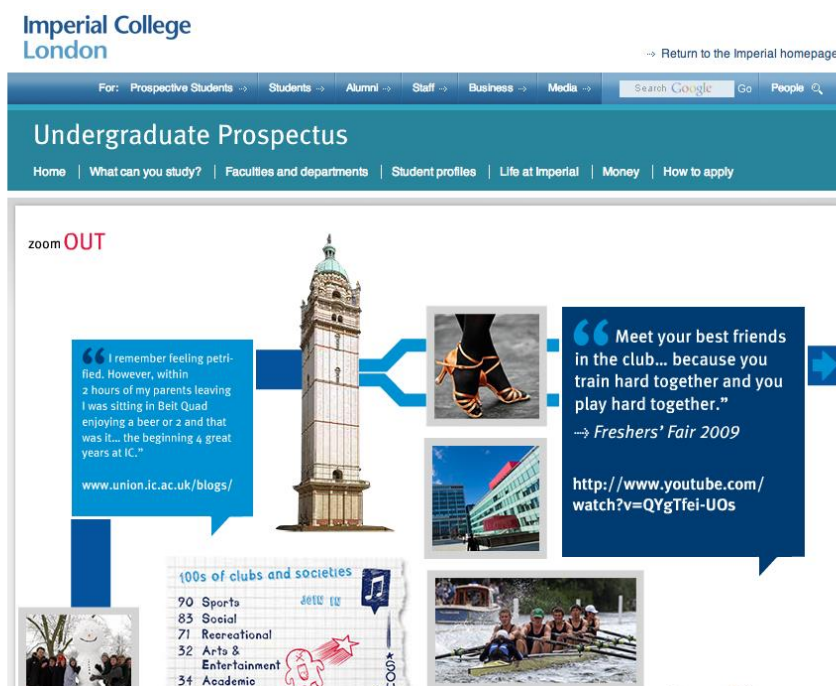 Imperial College
London
Return to the Imperial homepage
For: Prospective Students Students Alumni Staff Business Media Search Google Go People
Undergraduate Prospectus
Home | What can you study? | Faculties and departments | Student profiles | Life at Imperial | Money | How to apply
zoom OUT
“ I remember feeling petri-
fied. However, within
2 hours of my parents leaving
I was sitting in Beit Quad
enjoying a beer or 2 and that
was it... the beginning 4 great
years at IC.”
www.union.ic.ac.uk/blogs/
“ Meet your best friends
in the club... because you
train hard together and you
play hard together.”
Freshers’ Fair 2009
http://www.youtube.com/
watch?v=QYgTfei-UOs
100s of clubs and societies
JOIN IN
90 Sports
83 Social
71 Recreational
32 Arts &
Entertainment
34 Academic